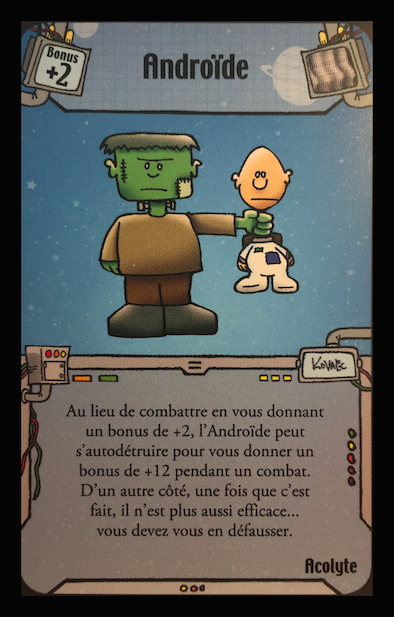 Bonus
+2
Androïde
Kovalic
Au lieu de combattre en vous donnant
un bonus de +2, l'Androïde peut
s'autodétruire pour vous donner un
bonus de +12 pendant un combat.
D'un autre côté, une fois que c'est
fait, il n'est plus aussi efficace...
vous devez vous en défausser.
Acolyte